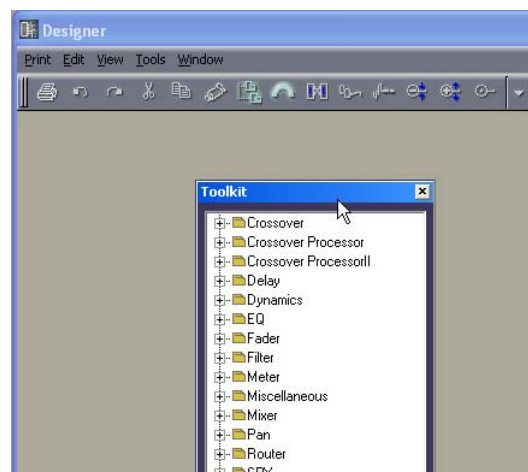 Designer
Print Edit View Tools Window
Toolkit
Crossover
Crossover Processor
Crossover ProcessorII
Delay
Dynamics
EQ
Fader
Filter
Meter
Miscellaneous
Mixer
Pan
Router
SPX